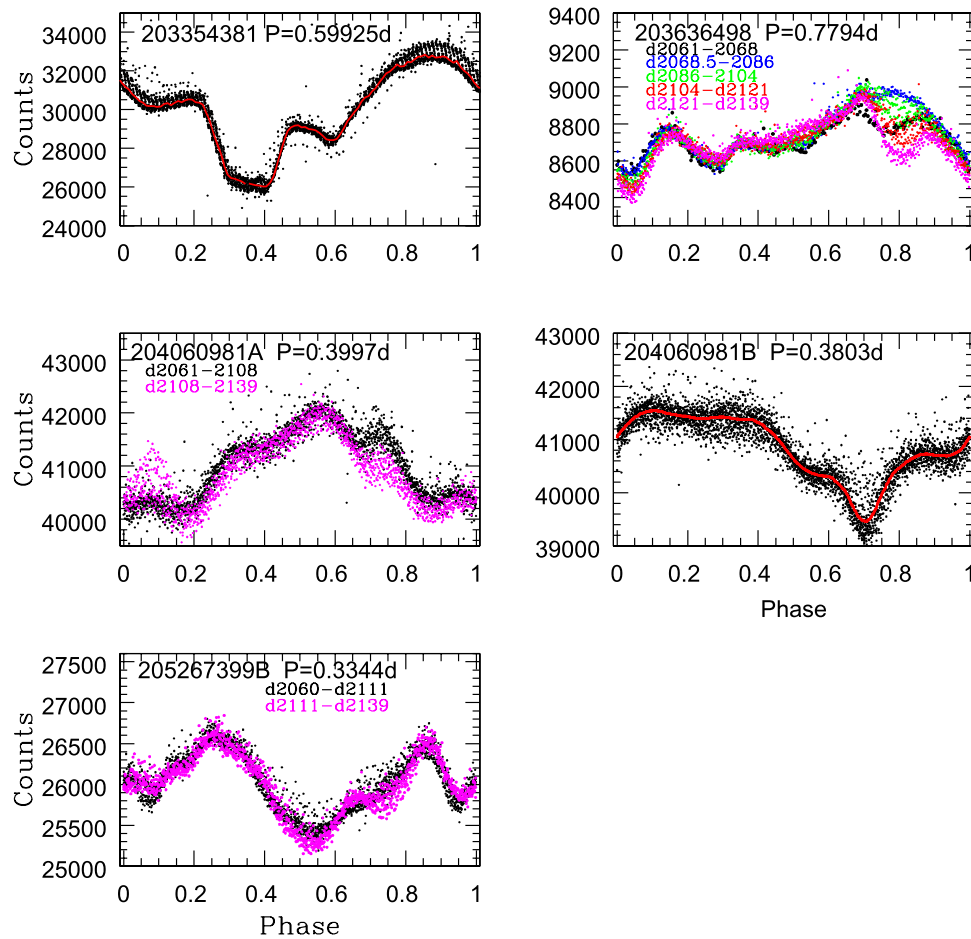 203354381 P=0.59925d
Counts
34000
32000
30000
28000
26000
24000
0 0.2 0.4 0.6 0.8 1
203636498 P=0.7794d
d2061-2068
d2068.5-2086
d2086-2104
d2104-d2121
d2121-d2139
9400
9200
9000
8800
8600
8400
0 0.2 0.4 0.6 0.8 1
204060981A P=0.3997d
d2061-2108
d2108-2139
Counts
43000
42000
41000
40000
0 0.2 0.4 0.6 0.8 1
204060981B P=0.3803d
43000
42000
41000
40000
39000
0 0.2 0.4 0.6 0.8 1
Phase
205267399B P=0.3344d
d2060-d2111
d2111-d2139
Counts
27500
27000
26500
26000
25500
25000
0 0.2 0.4 0.6 0.8 1
Phase